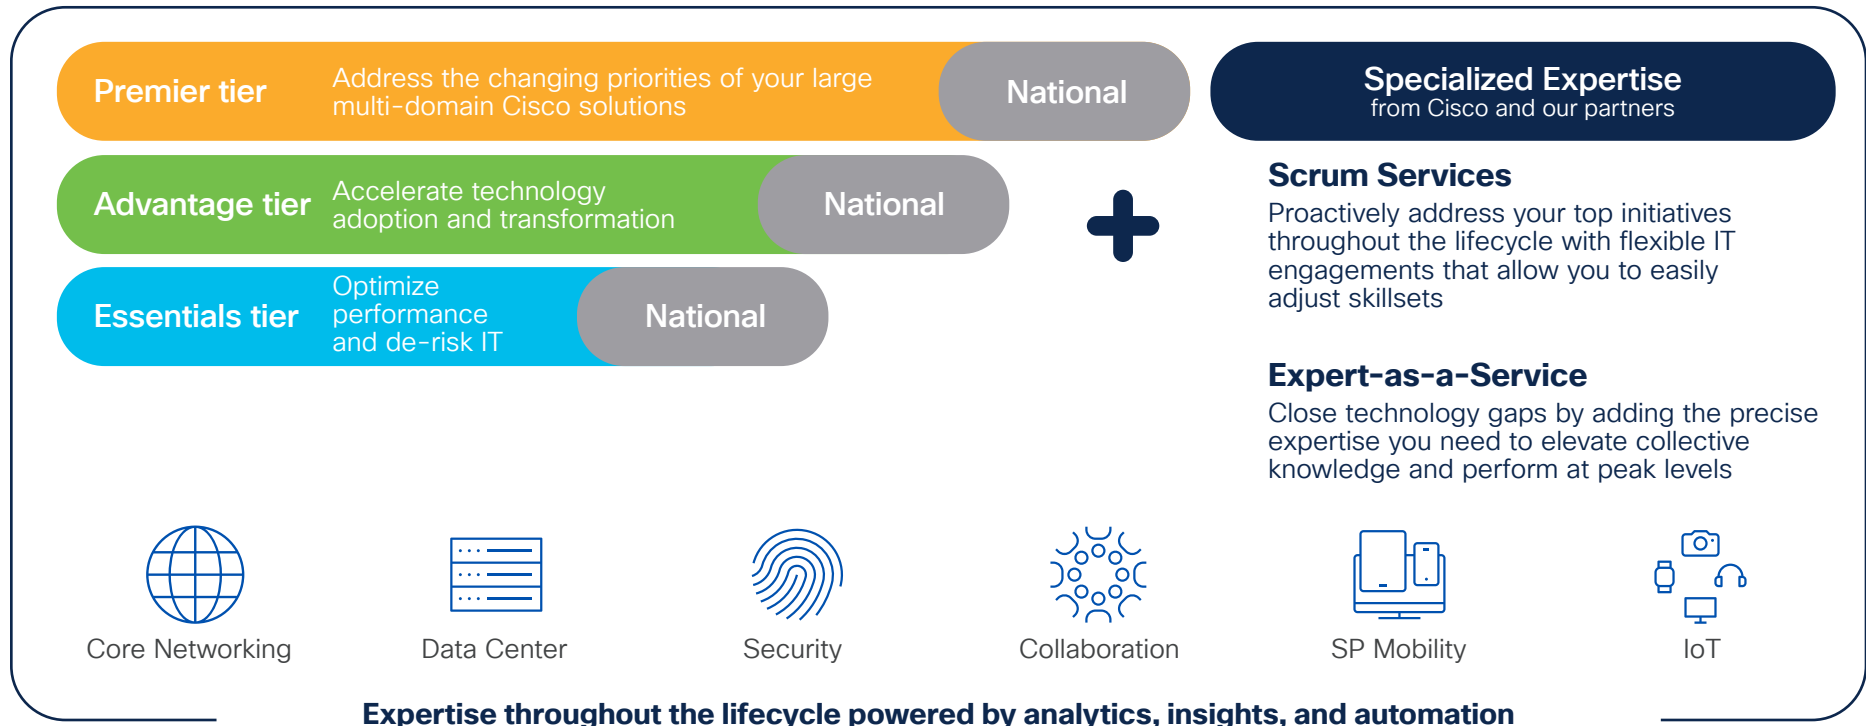 Premier tier
Address the changing priorities of your large
multi-domain Cisco solutions
National
Advantage tier
Accelerate technology
adoption and transformation
National
Essentials tier
Optimize
performance
and de-risk IT
National
Specialized Expertise
from Cisco and our partners
Scrum Services
Proactively address your top initiatives
throughout the lifecycle with flexible IT
engagements that allow you to easily
adjust skillsets
Expert-as-a-Service
Close technology gaps by adding the precise
expertise you need to elevate collective
knowledge and perform at peak levels
Core Networking
Data Center
Security
Collaboration
SP Mobility
IoT
Expertise throughout the lifecycle powered by analytics, insights, and automation